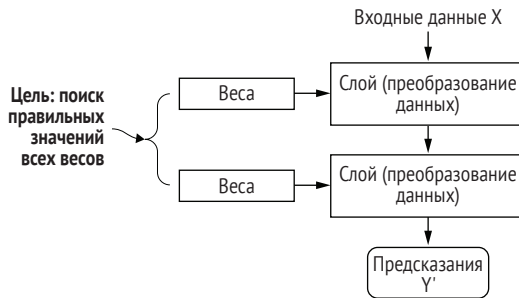 Входные данные X
Цель: поиск
правильных
значений
всех весов
Веса
Слой (преобразование
данных)
Веса
Слой (преобразование
данных)
Предсказания
Y'